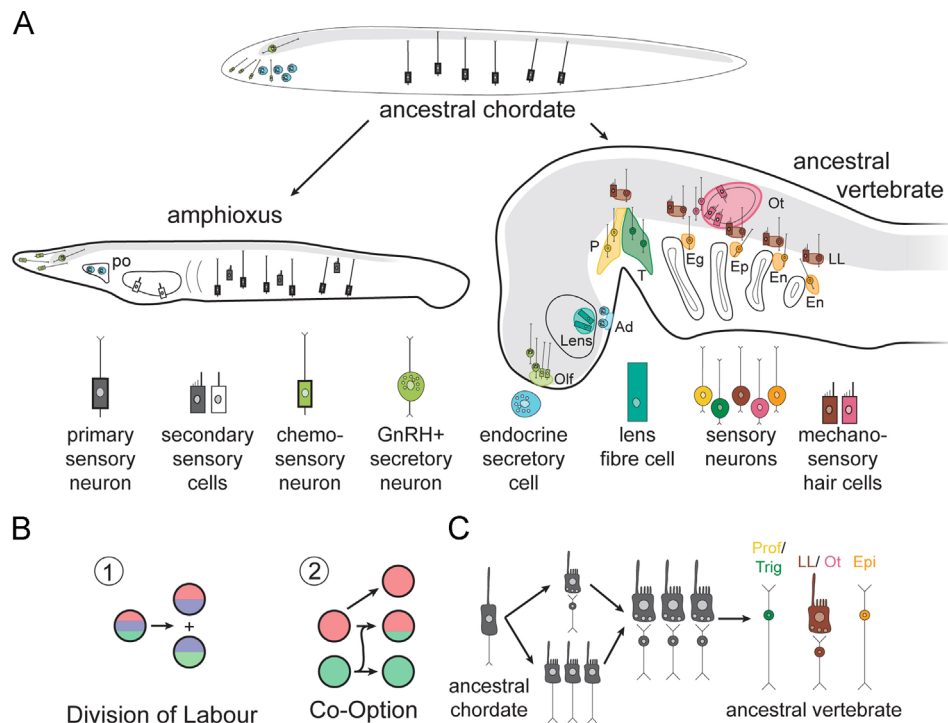 A
ancestral chordate
amphioxus
po
ancestral
vertebrate
Ot
P
T
Eg
Ep
En
En
LL
Lens
Ad
Olf
primary
sensory
neuron
secondary
sensory
cells
chemo-
sensory
neuron
GnRH+
secretory
neuron
endocrine
secretory
cell
lens
fibre cell
sensory
neurons
mechano-
sensory
hair cells
B
1
+
Division of Labour
2
Co-Option
C
ancestral
chordate
Prof/
Trig
LL/ Ot
Epi
ancestral vertebrate